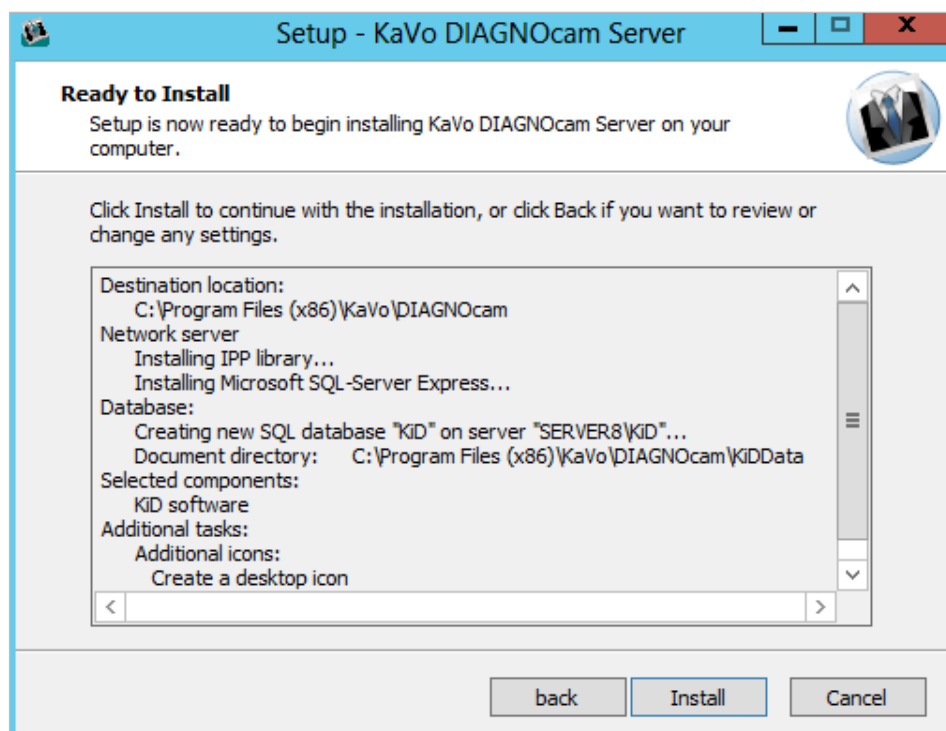 Setup - KaVo DIAGNOcam Server
Ready to Install
Setup is now ready to begin installing KaVo DIAGNOcam Server on your
computer.
Click Install to continue with the installation, or click Back if you want to review or
change any settings.
Destination location:
C:\Program Files (x86)\KaVo\DIAGNOcam
Network server
Installing IPP library...
Installing Microsoft SQL-Server Express...
Database:
Creating new SQL database "KiD" on server "SERVER8\KiD"...
Document directory: C:\Program Files (x86)\KaVo\DIAGNOcam\KiDData
Selected components:
KiD software
Additional tasks:
Additional icons:
Create a desktop icon
back Install Cancel